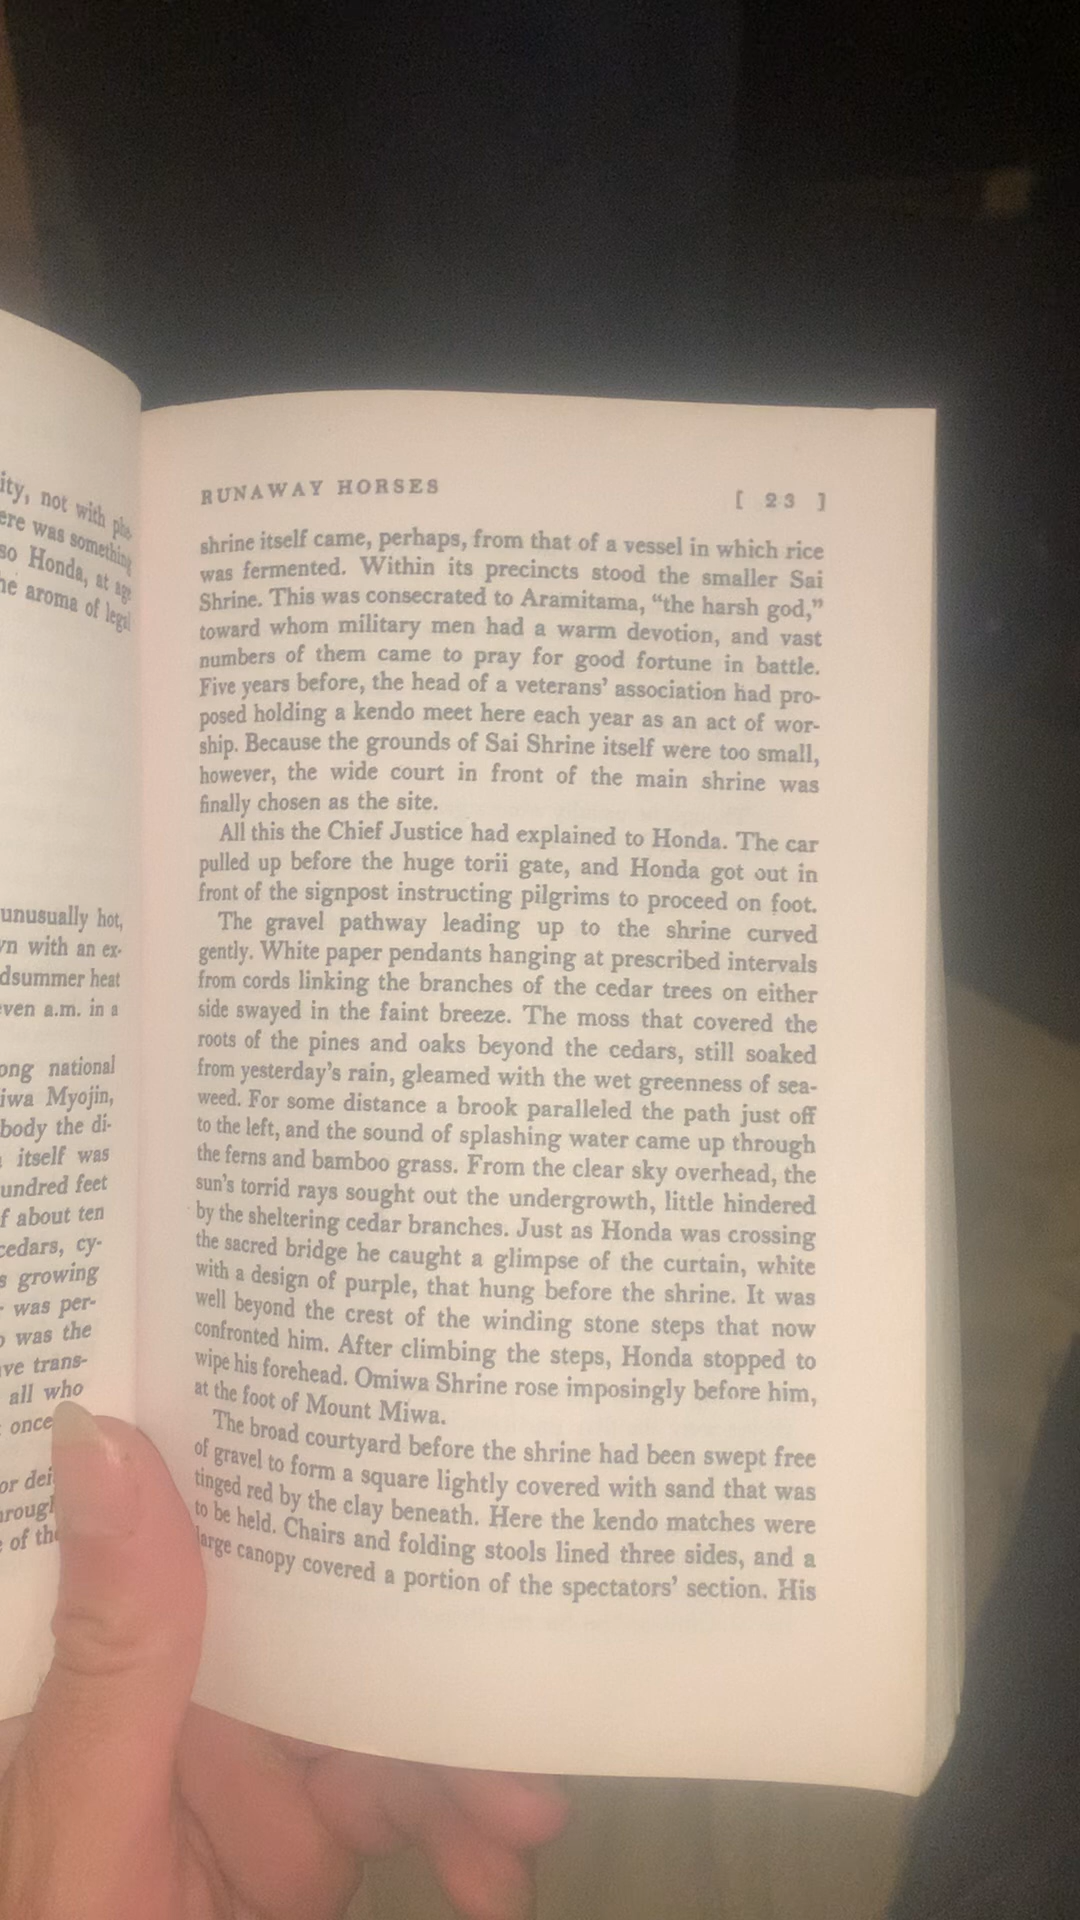 ity, not with phe-
ere was something
so Honda, at age
he aroma of legal
unusually hot,
wn with an ex-
dsummer heat
ven a.m. in a
ong national
iwa Myojin,
body the di-
itself was
undred feet
f about ten
cedars, cy-
s growing
was per-
was the
ve trans-
all who
once
or dei
hrough
of the
RUNAWAY HORSES
[ 23 ]
shrine itself came, perhaps, from that of a vessel in which rice
was fermented. Within its precincts stood the smaller Sai
Shrine. This was consecrated to Aramitama, “the harsh god,”
toward whom military men had a warm devotion, and vast
numbers of them came to pray for good fortune in battle.
Five years before, the head of a veterans’ association had pro-
posed holding a kendo meet here each year as an act of wor-
ship. Because the grounds of Sai Shrine itself were too small,
however, the wide court in front of the main shrine was
finally chosen as the site.
All this the Chief Justice had explained to Honda. The car
pulled up before the huge torii gate, and Honda got out in
front of the signpost instructing pilgrims to proceed on foot.
The gravel pathway leading up to the shrine curved
gently. White paper pendants hanging at prescribed intervals
from cords linking the branches of the cedar trees on either
side swayed in the faint breeze. The moss that covered the
roots of the pines and oaks beyond the cedars, still soaked
from yesterday’s rain, gleamed with the wet greenness of sea-
weed. For some distance a brook paralleled the path just off
to the left, and the sound of splashing water came up through
the ferns and bamboo grass. From the clear sky overhead, the
sun’s torrid rays sought out the undergrowth, little hindered
by the sheltering cedar branches. Just as Honda was crossing
the sacred bridge he caught a glimpse of the curtain, white
with a design of purple, that hung before the shrine. It was
well beyond the crest of the winding stone steps that now
confronted him. After climbing the steps, Honda stopped to
wipe his forehead. Omiwa Shrine rose imposingly before him,
at the foot of Mount Miwa.
The broad courtyard before the shrine had been swept free
of gravel to form a square lightly covered with sand that was
tinged red by the clay beneath. Here the kendo matches were
to be held. Chairs and folding stools lined three sides, and a
large canopy covered a portion of the spectators’ section. His